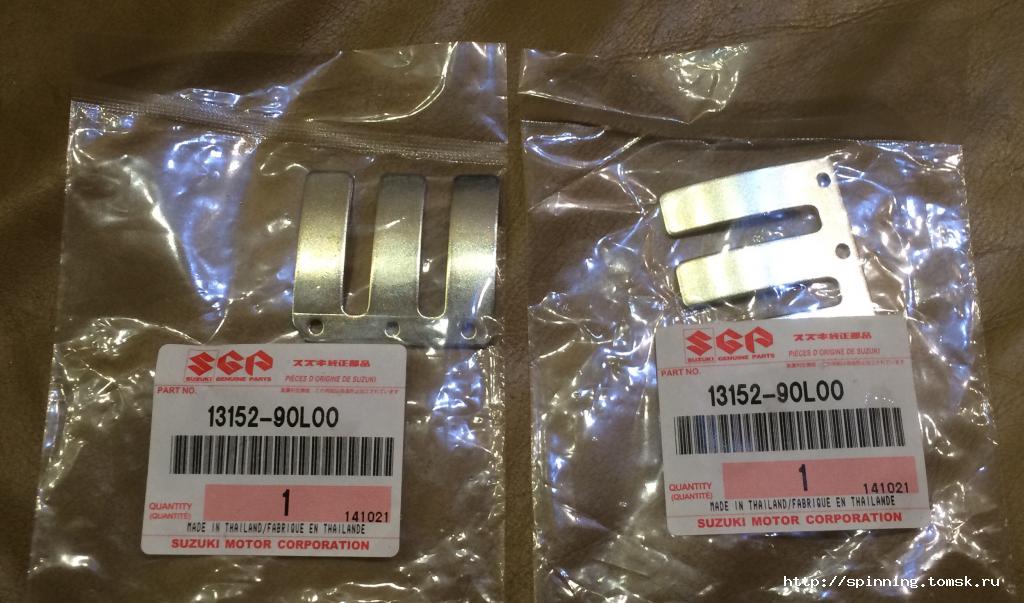 SGP
スズキ純正部品
SUZUKI GENUINE PARTS
PIÈCES D'ORIGINE DE SUZUKI
PART NO.
13152-90L00
QUANTITY
(QUANTITÉ)
1
141021
MADE IN THAILAND/FABRIQUE EN THAILANDE
SUZUKI MOTOR CORPORATION
SGP
スズキ純正部品
SUZUKI GENUINE PARTS
PIÈCES D'ORIGINE DE SUZUKI
PART NO.
13152-90L00
QUANTITY
(QUANTITÉ)
1
141021
MADE IN THAILAND/FABRIQUE EN THAILANDE
SUZUKI MOTOR CORPORATION
http://spinning.tomsk.ru